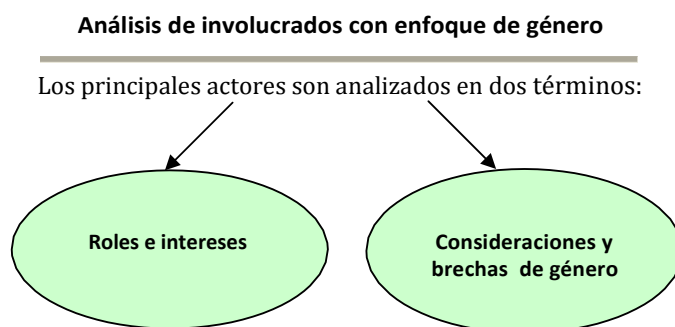 Análisis de involucrados con enfoque de género
Los principales actores son analizados en dos términos:
Roles e intereses
Consideraciones y
brechas de género